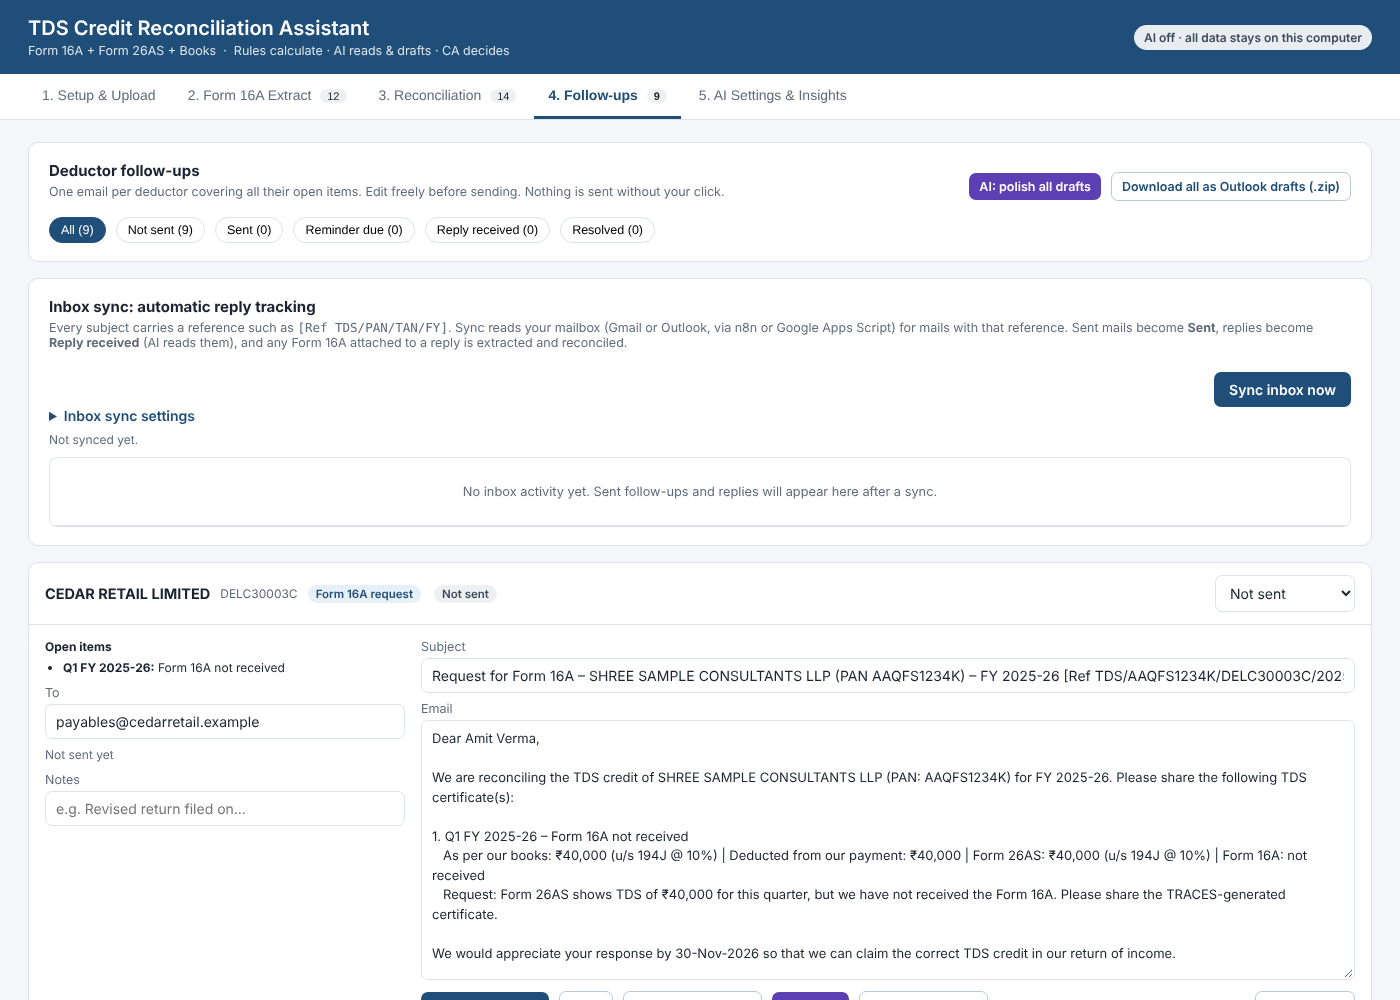 TDS Credit Reconciliation Assistant
Form 16A + Form 26AS + Books · Rules calculate · AI reads & drafts · CA decides
AI off · all data stays on this computer
1. Setup & Upload
2. Form 16A Extract 12
3. Reconciliation 14
4. Follow-ups 9
5. AI Settings & Insights
Deductor follow-ups
One email per deductor covering all their open items. Edit freely before sending. Nothing is sent without your click.
AI: polish all drafts
Download all as Outlook drafts (.zip)
All (9)
Not sent (9)
Sent (0)
Reminder due (0)
Reply received (0)
Resolved (0)
Inbox sync: automatic reply tracking
Every subject carries a reference such as [Ref TDS/PAN/TAN/FY]. Sync reads your mailbox (Gmail or Outlook, via n8n or Google Apps Script) for mails with that reference. Sent mails become Sent, replies become
Reply received (AI reads them), and any Form 16A attached to a reply is extracted and reconciled.
Sync inbox now
Inbox sync settings
Not synced yet.
No inbox activity yet. Sent follow-ups and replies will appear here after a sync.
CEDAR RETAIL LIMITED DELC30003C Form 16A request Not sent
Not sent
Open items
• Q1 FY 2025-26: Form 16A not received
To
payables@cedarretail.example
Not sent yet
Notes
e.g. Revised return filed on...
Subject
Request for Form 16A – SHREE SAMPLE CONSULTANTS LLP (PAN AAQFS1234K) – FY 2025-26 [Ref TDS/AAQFS1234K/DELC30003C/202
Email
Dear Amit Verma,
We are reconciling the TDS credit of SHREE SAMPLE CONSULTANTS LLP (PAN: AAQFS1234K) for FY 2025-26. Please share the following TDS
certificate(s):
1. Q1 FY 2025-26 – Form 16A not received
As per our books: ₹40,000 (u/s 194J @ 10%) | Deducted from our payment: ₹40,000 | Form 26AS: ₹40,000 (u/s 194J @ 10%) | Form 16A: not
received
Request: Form 26AS shows TDS of ₹40,000 for this quarter, but we have not received the Form 16A. Please share the TRACES-generated
certificate.
We would appreciate your response by 30-Nov-2026 so that we can claim the correct TDS credit in our return of income.